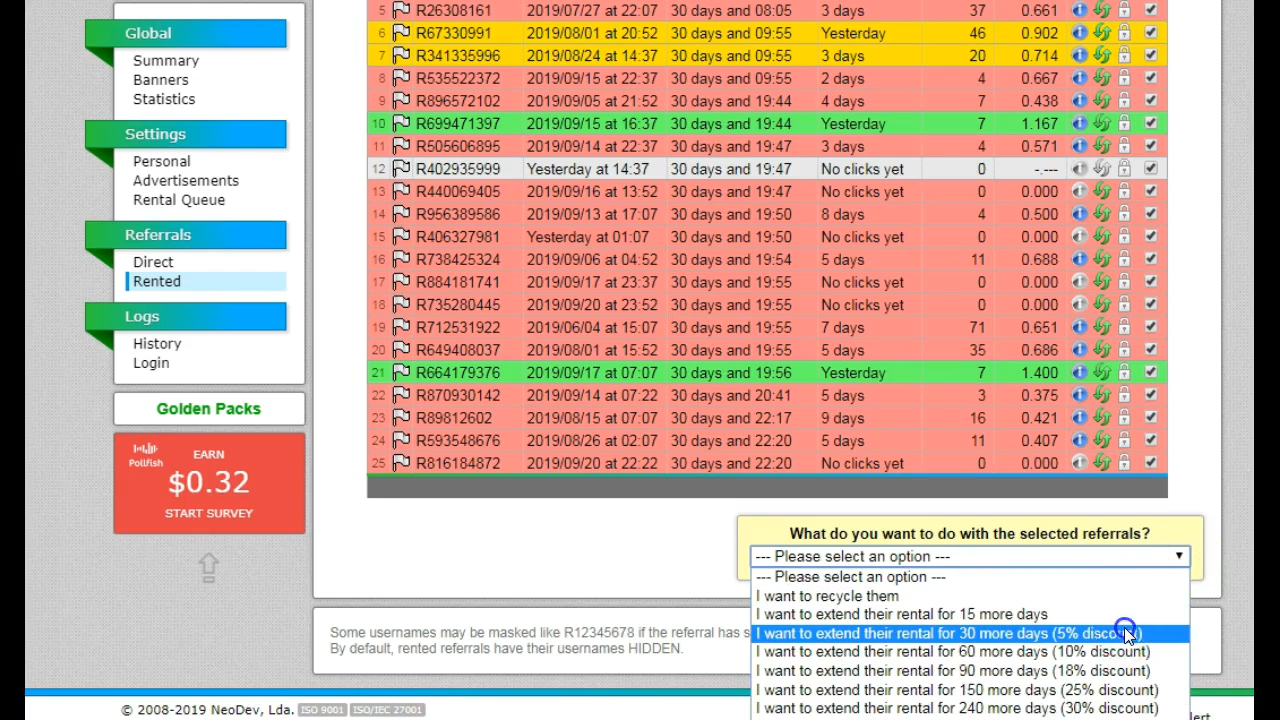 Global
Summary
Banners
Statistics
Settings
Personal
Advertisements
Rental Queue
Referrals
Direct
Rented
Logs
History
Login
Golden Packs
Pollfish
EARN
$0.32
START SURVEY
5 R26308161 2019/07/27 at 22:07 30 days and 08:05 3 days 37 0.661
6 R67330991 2019/08/01 at 20:52 30 days and 09:55 Yesterday 46 0.902
7 R341335996 2019/08/24 at 14:37 30 days and 09:55 3 days 20 0.714
8 R535522372 2019/09/15 at 22:37 30 days and 09:55 2 days 4 0.667
9 R896572102 2019/09/05 at 21:52 30 days and 19:44 4 days 7 0.438
10 R699471397 2019/09/15 at 16:37 30 days and 19:44 Yesterday 7 1.167
11 R505606895 2019/09/14 at 22:37 30 days and 19:47 3 days 4 0.571
12 R402935999 Yesterday at 14:37 30 days and 19:47 No clicks yet 0 -.---
13 R440069405 2019/09/16 at 13:52 30 days and 19:47 No clicks yet 0 0.000
14 R956389586 2019/09/13 at 17:07 30 days and 19:50 8 days 4 0.500
15 R406327981 Yesterday at 01:07 30 days and 19:50 No clicks yet 0 0.000
16 R738425324 2019/09/06 at 04:52 30 days and 19:54 5 days 11 0.688
17 R884181741 2019/09/17 at 23:37 30 days and 19:55 No clicks yet 0 0.000
18 R735280445 2019/09/20 at 23:52 30 days and 19:55 No clicks yet 0 0.000
19 R712531922 2019/06/04 at 15:07 30 days and 19:55 7 days 71 0.651
20 R649408037 2019/08/01 at 15:52 30 days and 19:55 5 days 35 0.686
21 R664179376 2019/09/17 at 07:07 30 days and 19:56 Yesterday 7 1.400
22 R870930142 2019/09/14 at 07:22 30 days and 20:41 5 days 3 0.375
23 R89812602 2019/08/15 at 07:07 30 days and 22:17 9 days 16 0.421
24 R593548676 2019/08/26 at 02:07 30 days and 22:20 5 days 11 0.407
25 R816184872 2019/09/20 at 22:22 30 days and 22:20 No clicks yet 0 0.000
What do you want to do with the selected referrals?
--- Please select an option ---
--- Please select an option ---
I want to recycle them
I want to extend their rental for 15 more days
I want to extend their rental for 30 more days (5% discount)
I want to extend their rental for 60 more days (10% discount)
I want to extend their rental for 90 more days (18% discount)
I want to extend their rental for 150 more days (25% discount)
I want to extend their rental for 240 more days (30% discount)
Some usernames may be masked like R12345678 if the referral has s
By default, rented referrals have their usernames HIDDEN.
© 2008-2019 NeoDev, Lda. ISO 9001 ISO/IEC 27001